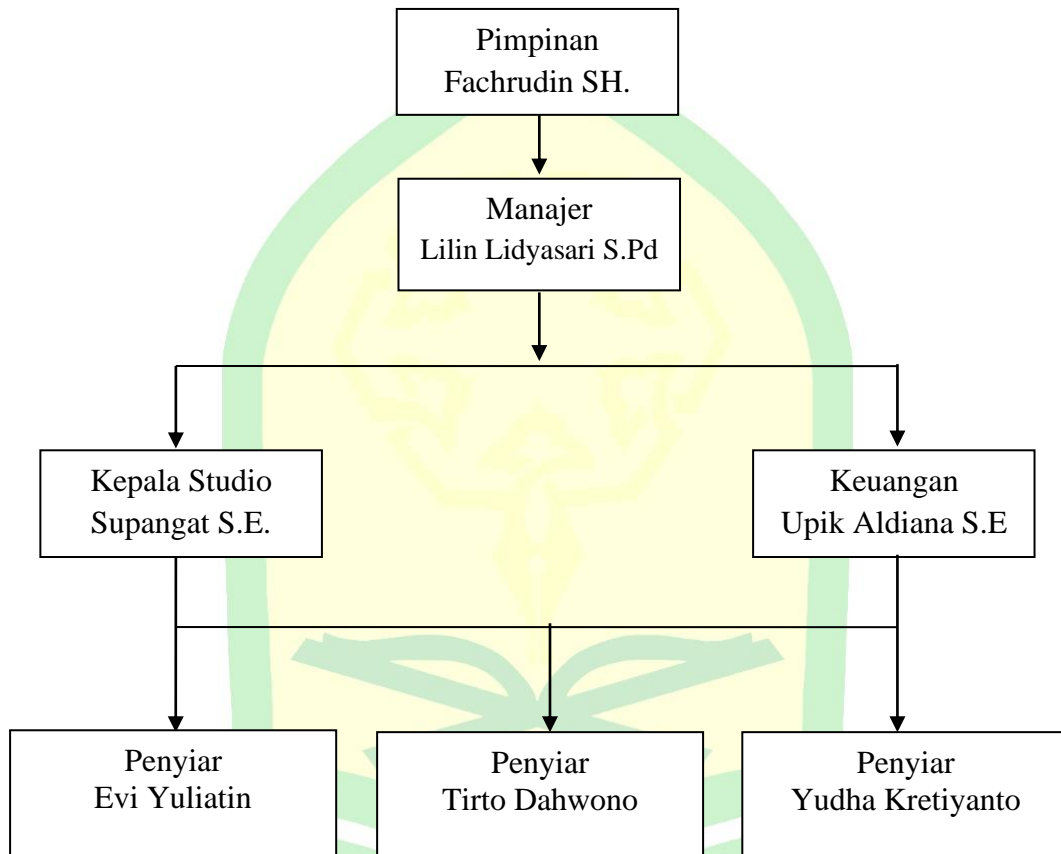 Pimpinan
Fachrudin SH.
Manajer
Lilin Lidyasari S.Pd
Kepala Studio
Supangat S.E.
Keuangan
Upik Aldiana S.E
Penyiar
Evi Yuliatin
Penyiar
Tirto Dahwono
Penyiar
Yudha Kretiyanto